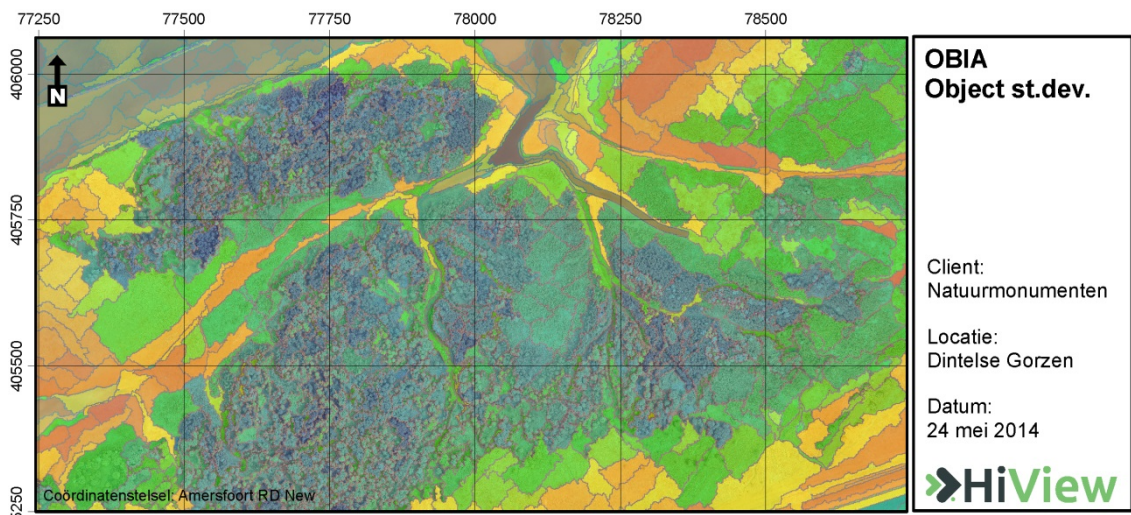 77250 77500 77750 78000 78250 78500
406000
405750
405500
5250
N
Coördinatenstelsel: Amersfoort RD New
OBIA
Object st.dev.
Client:
Natuurmonumenten
Locatie:
Dintelse Gorzen
Datum:
24 mei 2014
HiView